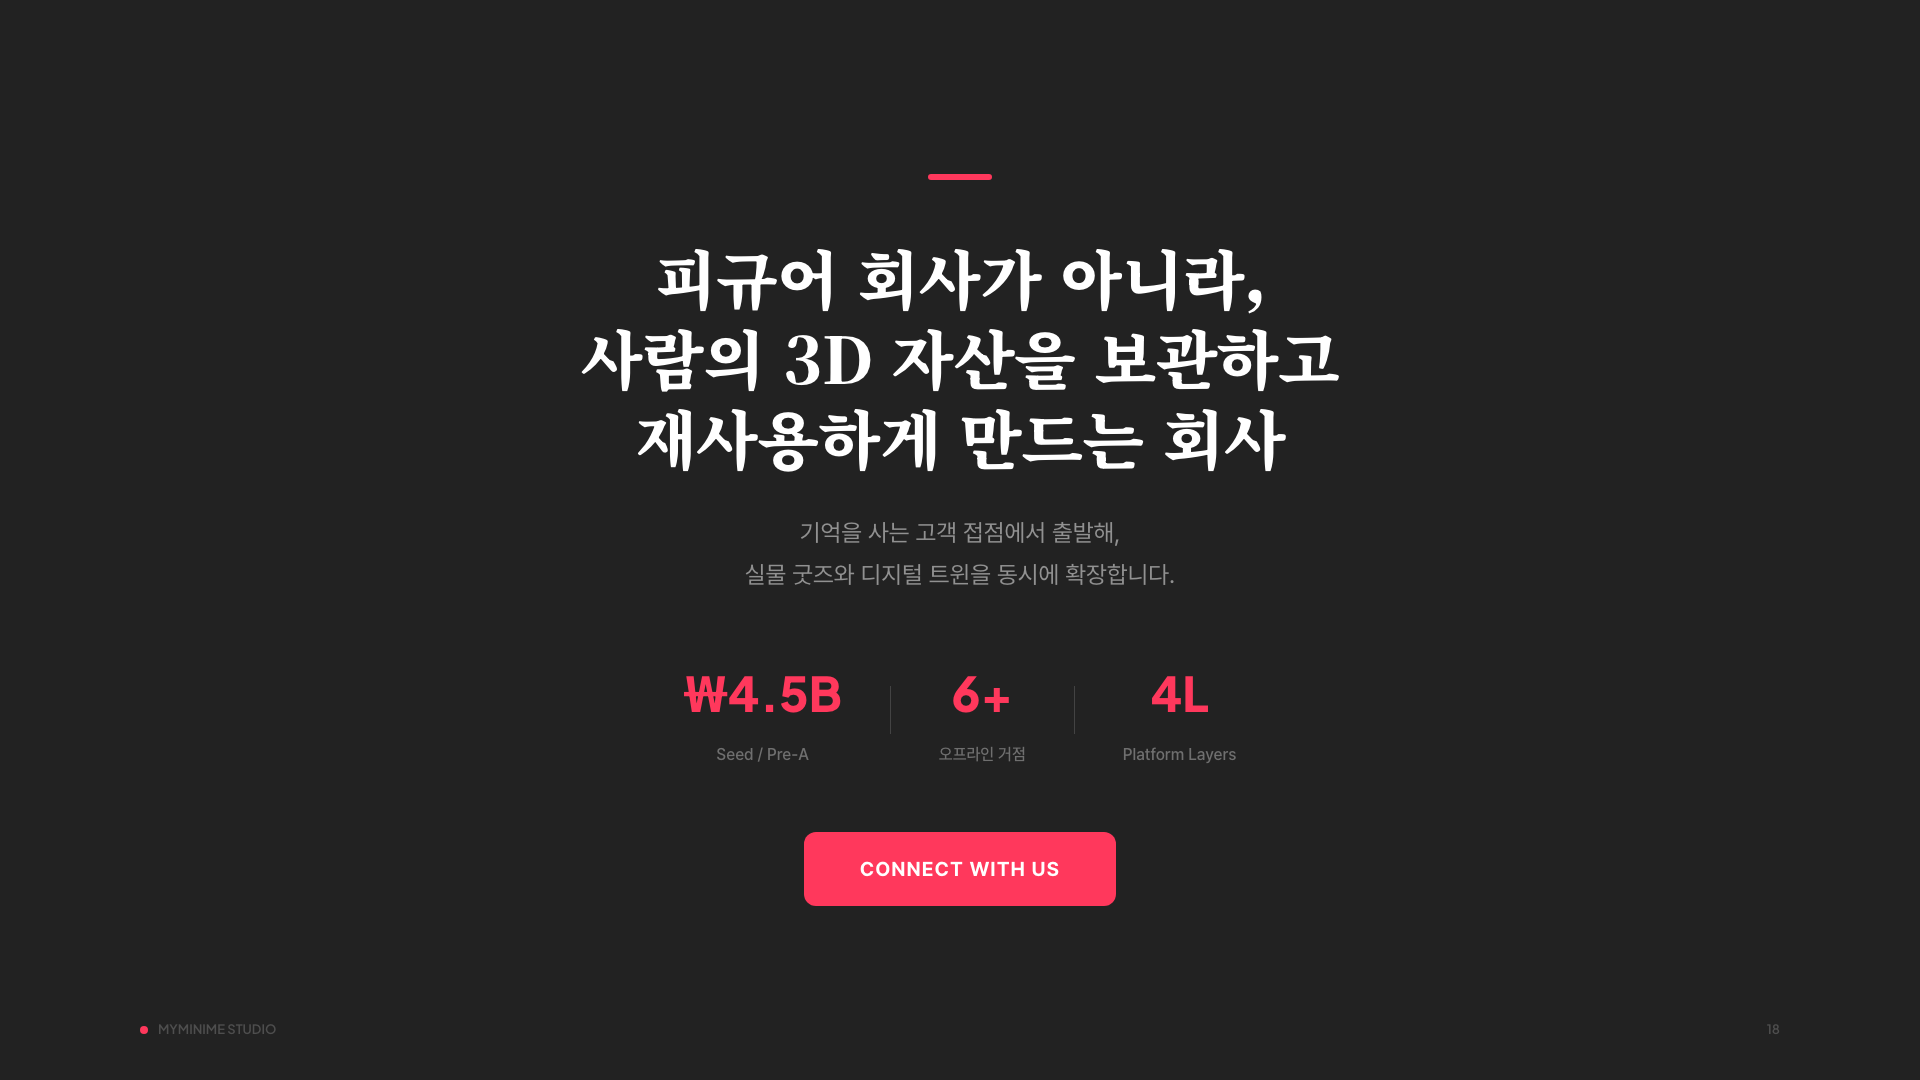 피규어 회사가 아니라,
사람의 3D 자산을 보관하고
재사용하게 만드는 회사
기억을 사는 고객 접점에서 출발해,
실물 굿즈와 디지털 트윈을 동시에 확장합니다.
₩4.5B
Seed / Pre-A
6+
오프라인 거점
4L
Platform Layers
CONNECT WITH US
MYMINIME STUDIO
18